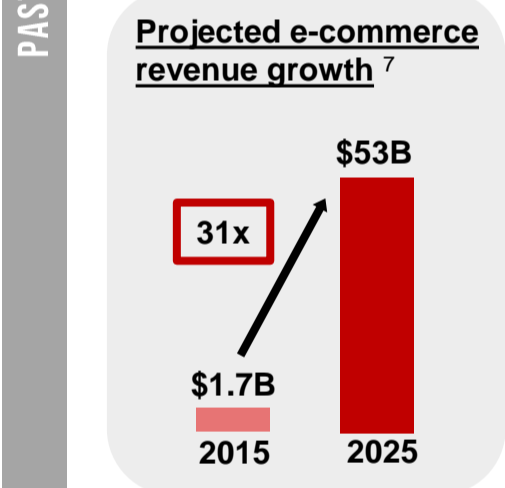 PAS
Projected e-commerce
revenue growth 7
$53B
31x
$1.7B
2015
2025